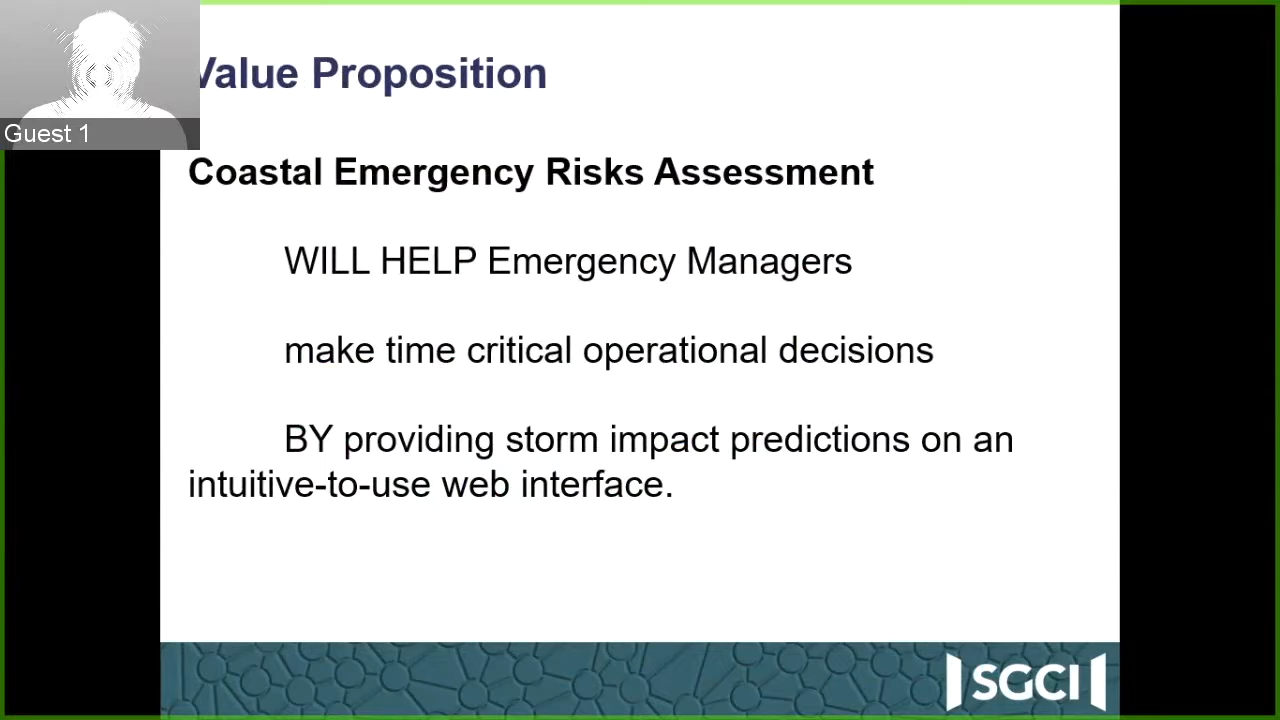 Value Proposition
Guest 1
Coastal Emergency Risks Assessment
WILL HELP Emergency Managers
make time critical operational decisions
BY providing storm impact predictions on an
intuitive-to-use web interface.
SGCI